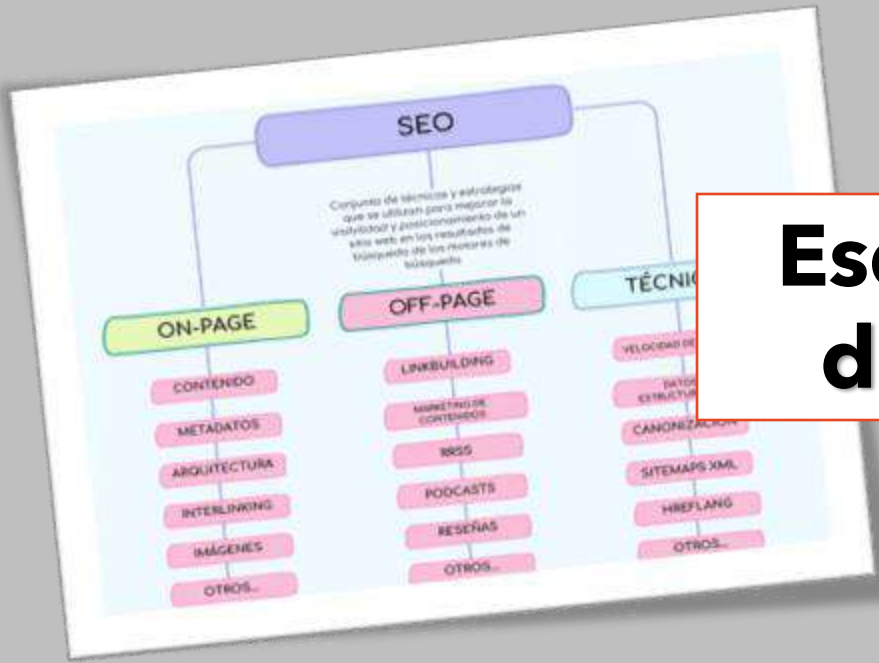 SEO
Conjunto de técnicas y estrategias
que se utilizan para mejorar la
visibilidad y posicionamiento de un
sitio web en los resultados de
búsqueda de los motores de
búsqueda
ON-PAGE
CONTENIDO
METADATOS
ARQUITECTURA
INTERLINKING
IMÁGENES
OTROS...
OFF-PAGE
LINKBUILDING
MARKETING DE
CONTENIDOS
RRSS
PODCASTS
RESEÑAS
OTROS...
TÉCNI
VELOCIDAD DE
DATOS
ESTRUCTU
CANONIZACIÓN
SITEMAPS XML
HREFLANG
OTROS...
Es
d